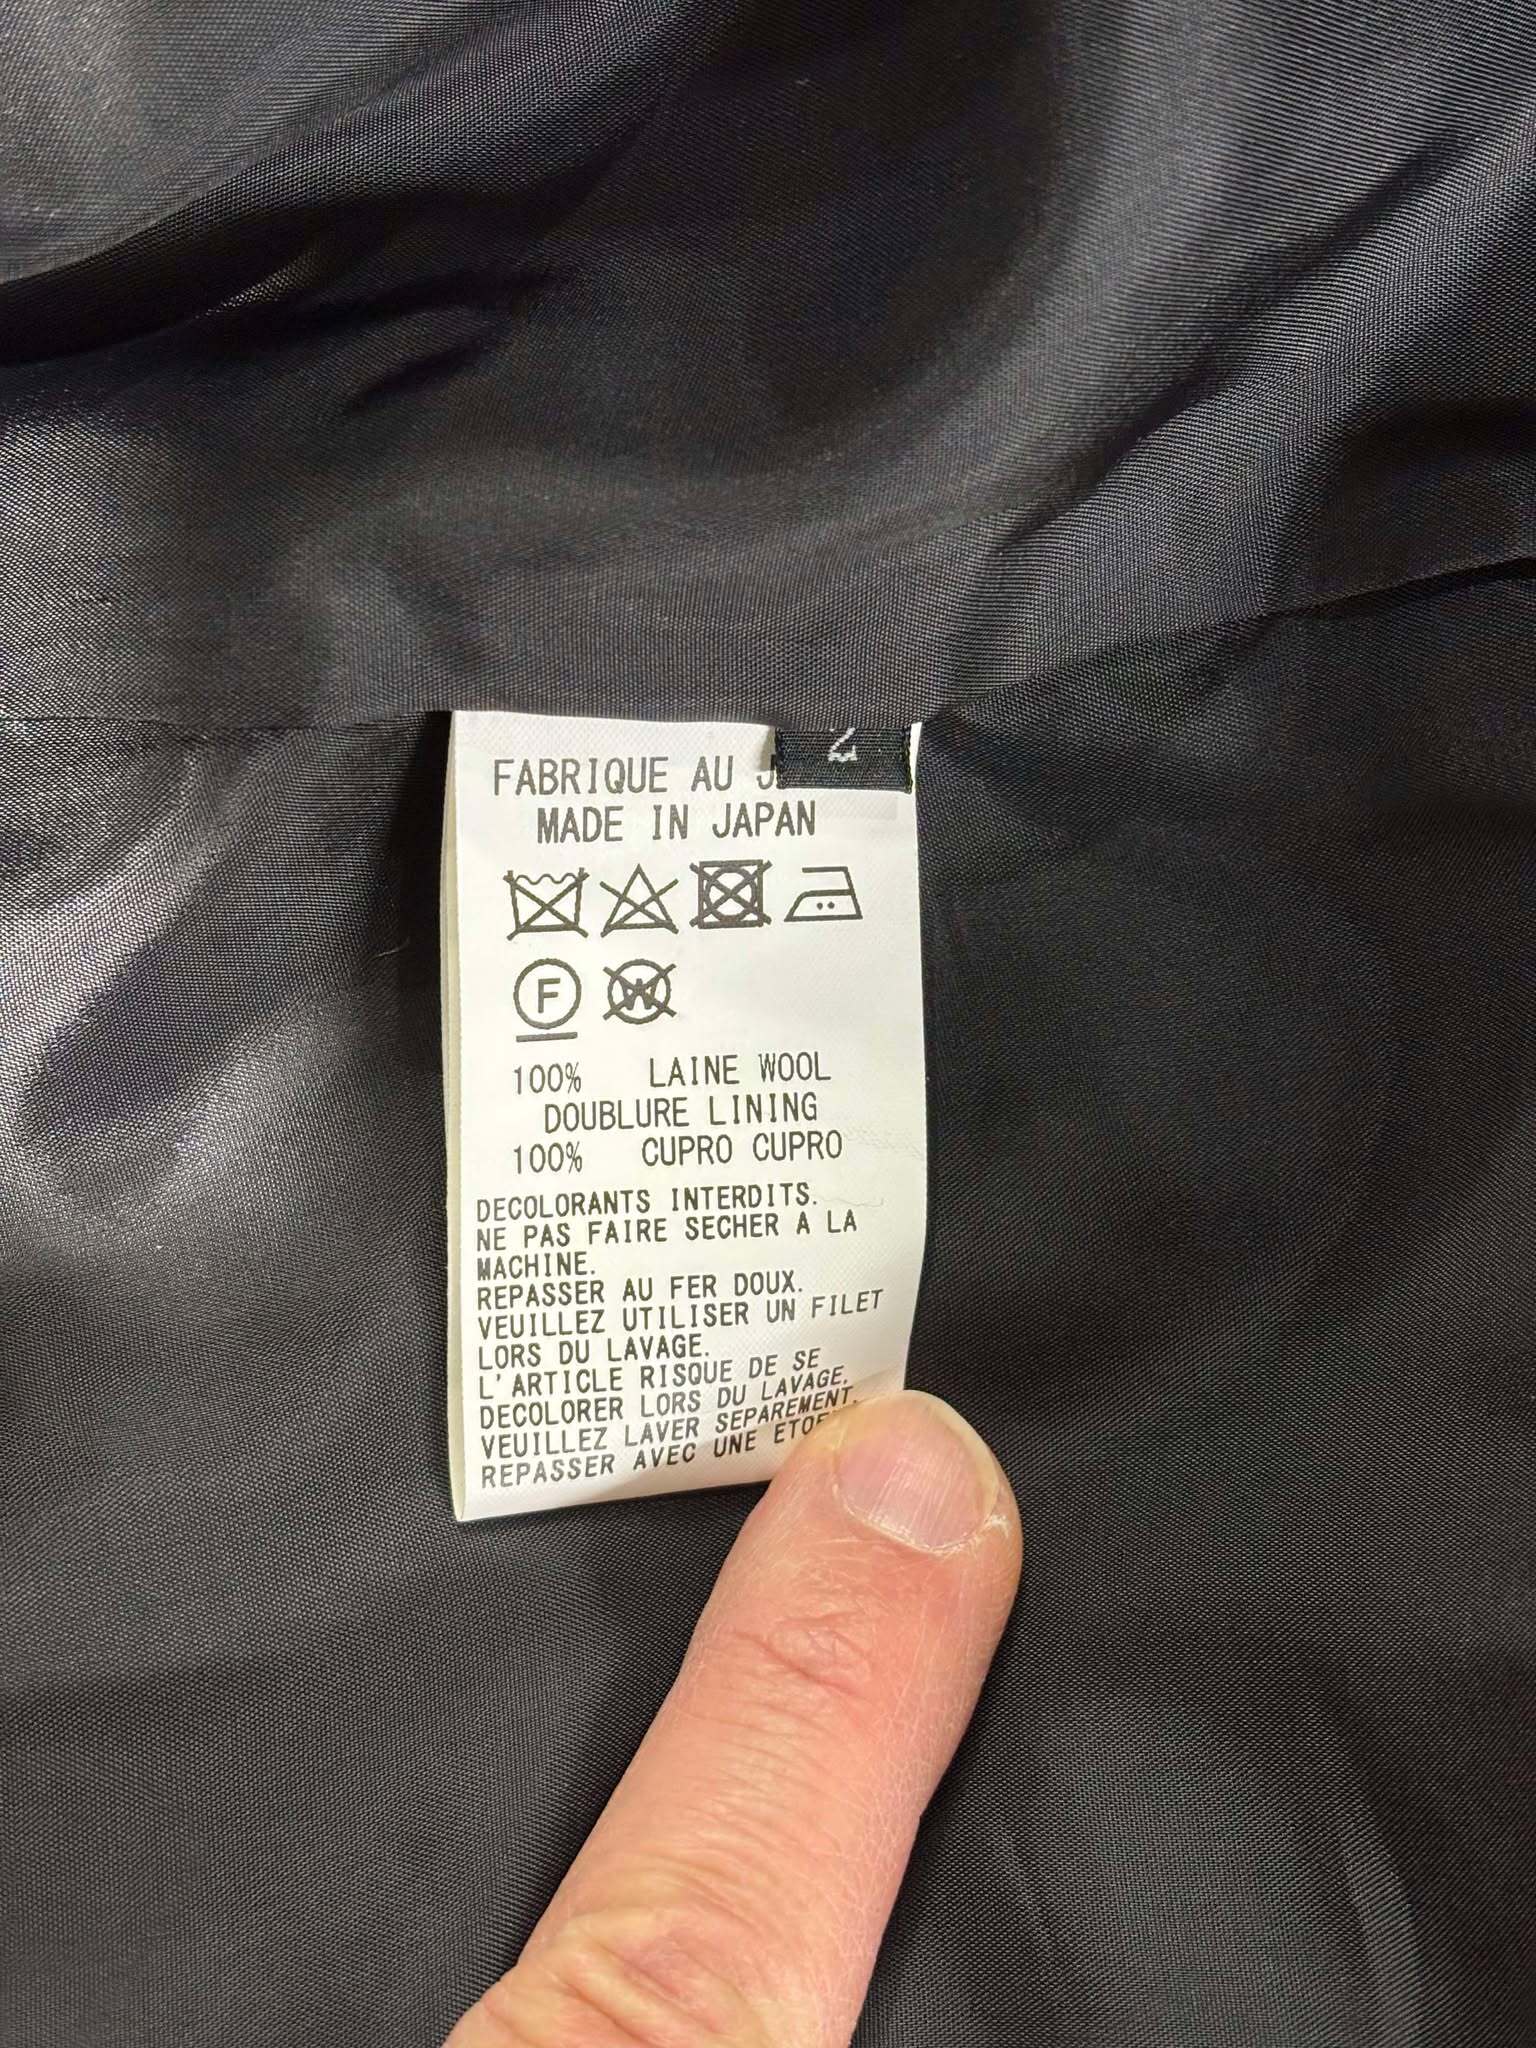 2
FABRIQUE AU
MADE IN JAPAN
F W
100% LAINE WOOL
DOUBLURE LINING
100% CUPRO CUPRO
DECOLORANTS INTERDITS.
NE PAS FAIRE SECHER A LA
MACHINE.
REPASSER AU FER DOUX.
VEUILLEZ UTILISER UN FILET
LORS DU LAVAGE.
L'ARTICLE RISQUE DE SE
DECOLORER LORS DU LAVAGE.
VEUILLEZ LAVER SEPAREMENT.
REPASSER AVEC UNE